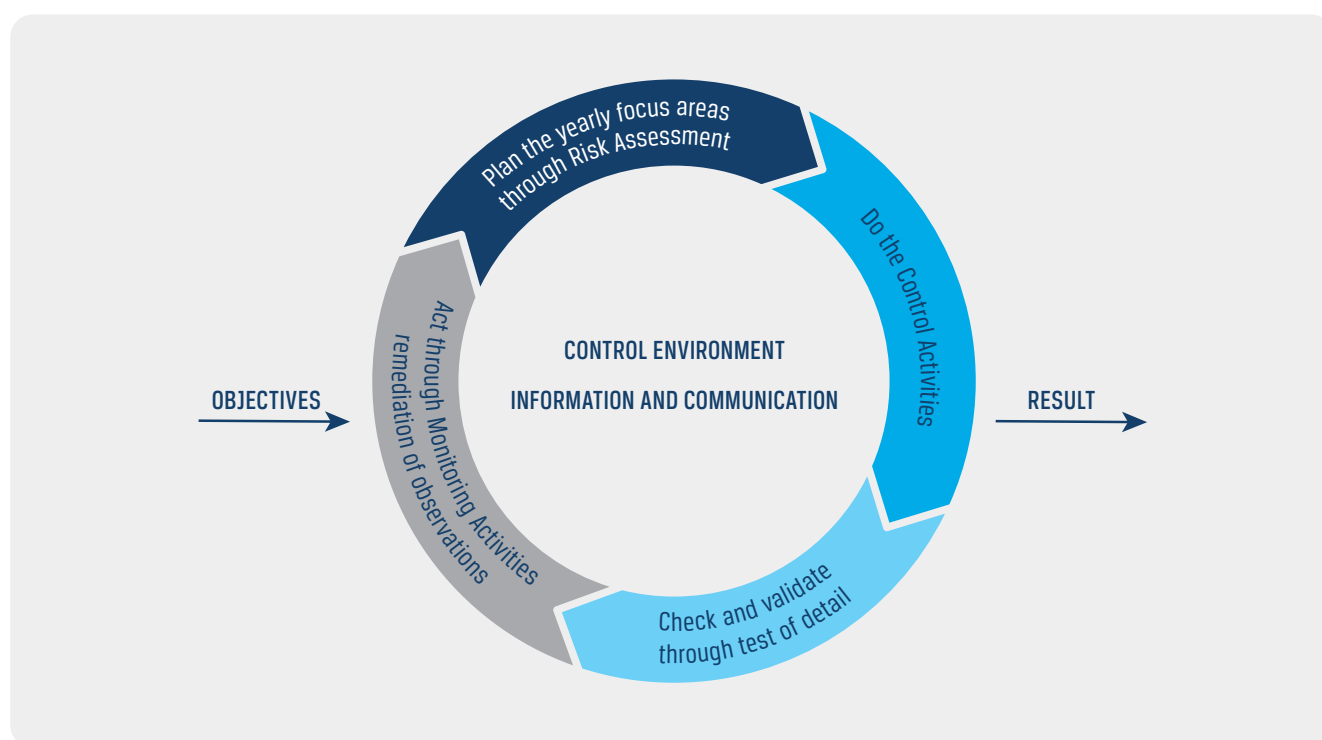 Plan the yearly focus areas
through Risk Assessment
Do the Control Activities
Check and validate
through test of detail
Act through Monitoring Activities
remediation of observations
CONTROL ENVIRONMENT
INFORMATION AND COMMUNICATION
OBJECTIVES
RESULT